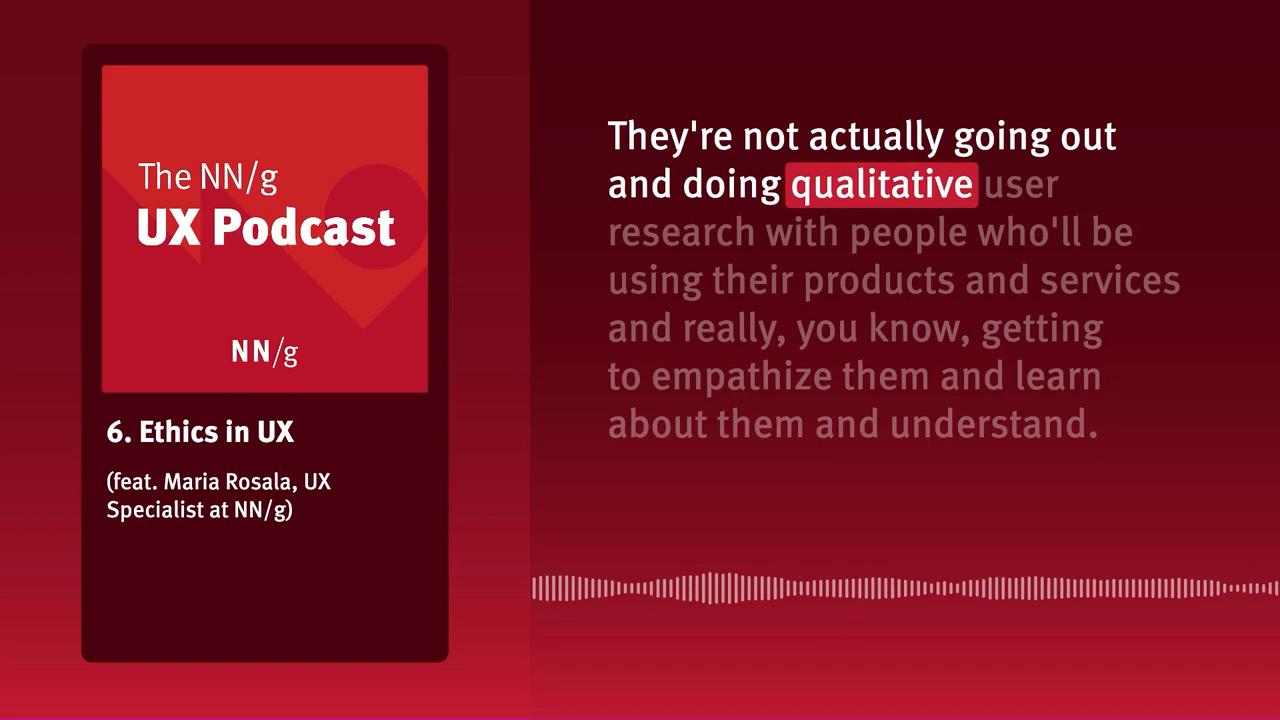 The NN/g
UX Podcast
NN/g
6. Ethics in UX
(feat. Maria Rosala, UX
Specialist at NN/g)
They're not actually going out
and doing qualitative user
research with people who'll be
using their products and services
and really, you know, getting
to empathize them and learn
about them and understand.